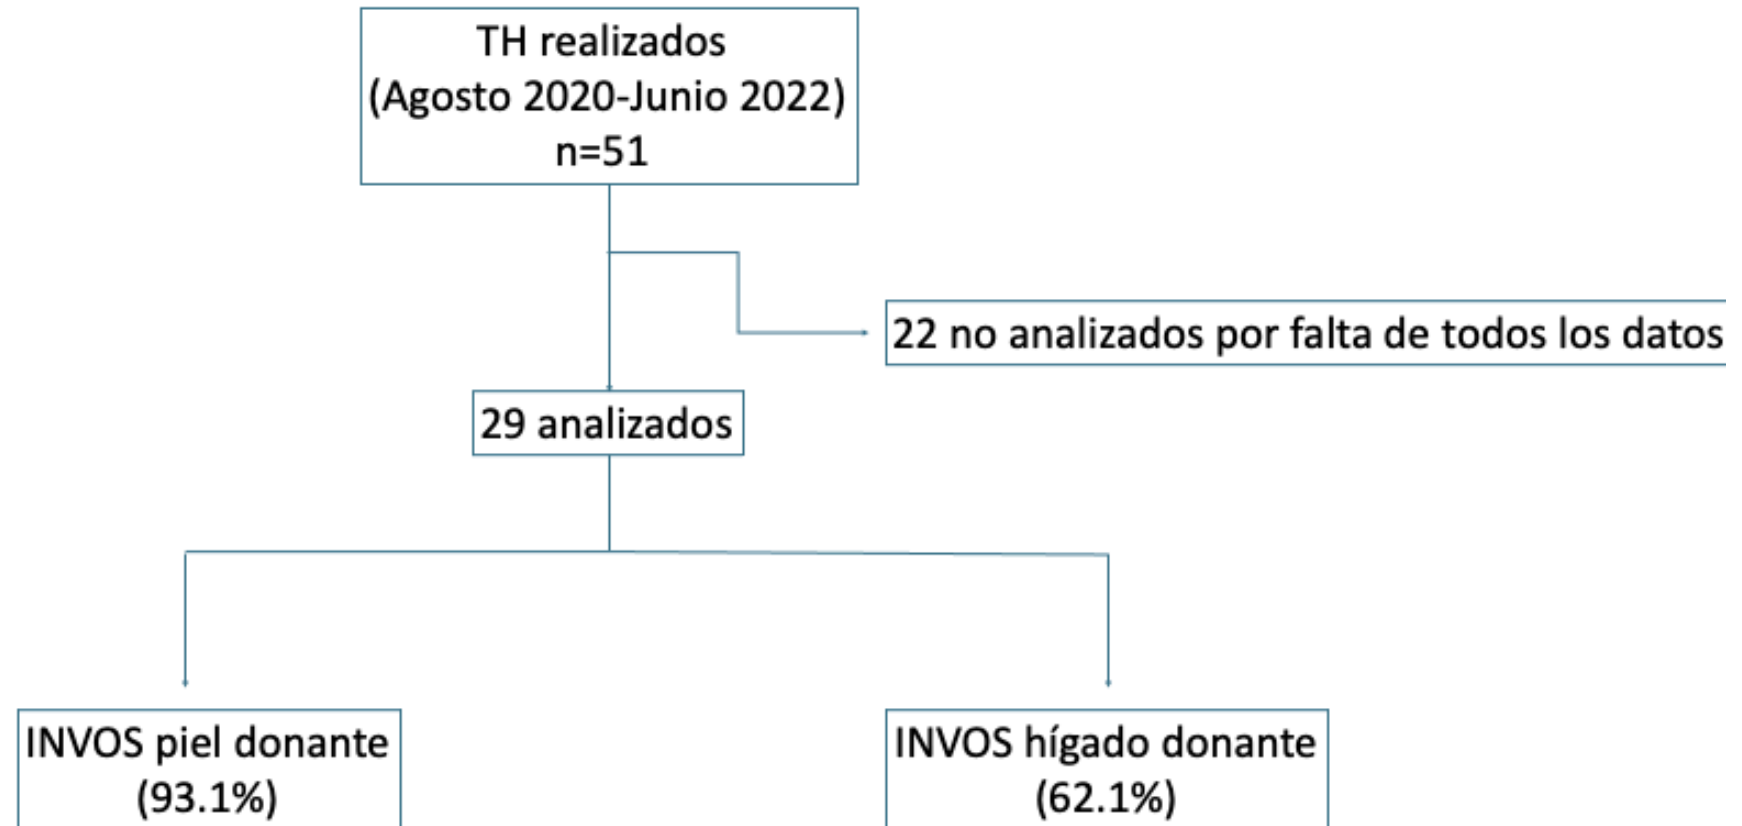 TH realizados
(Agosto 2020-Junio 2022)
n=51
22 no analizados por falta de todos los datos
29 analizados
INVOS piel donante
(93.1%)
INVOS hígado donante
(62.1%)